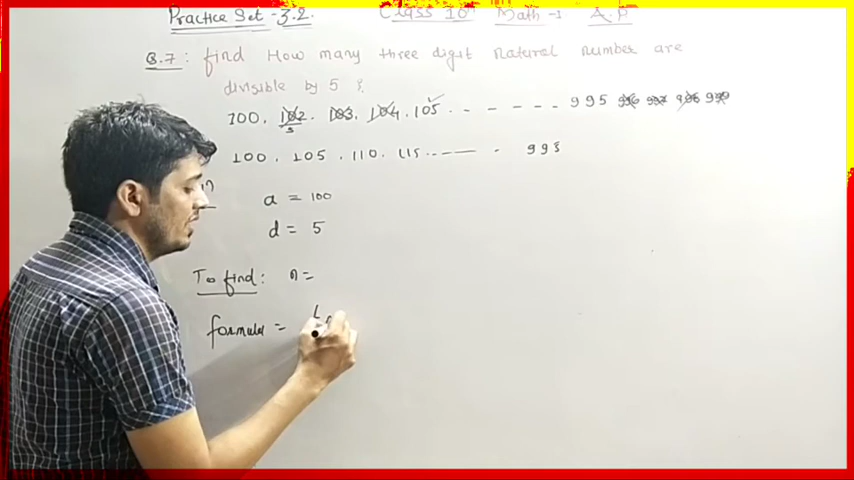 Practice Set -3.2. Class 10 Math -1 A.P
Q.7 : find How many three digit natural number are
divisible by 5 ?
100. 102. 103. 104. 105 . - - - - - 995 996 997 998 999
5
100. 105 . 110. 115..--- - 995
n
a = 100
d = 5
To find: n =
formula =